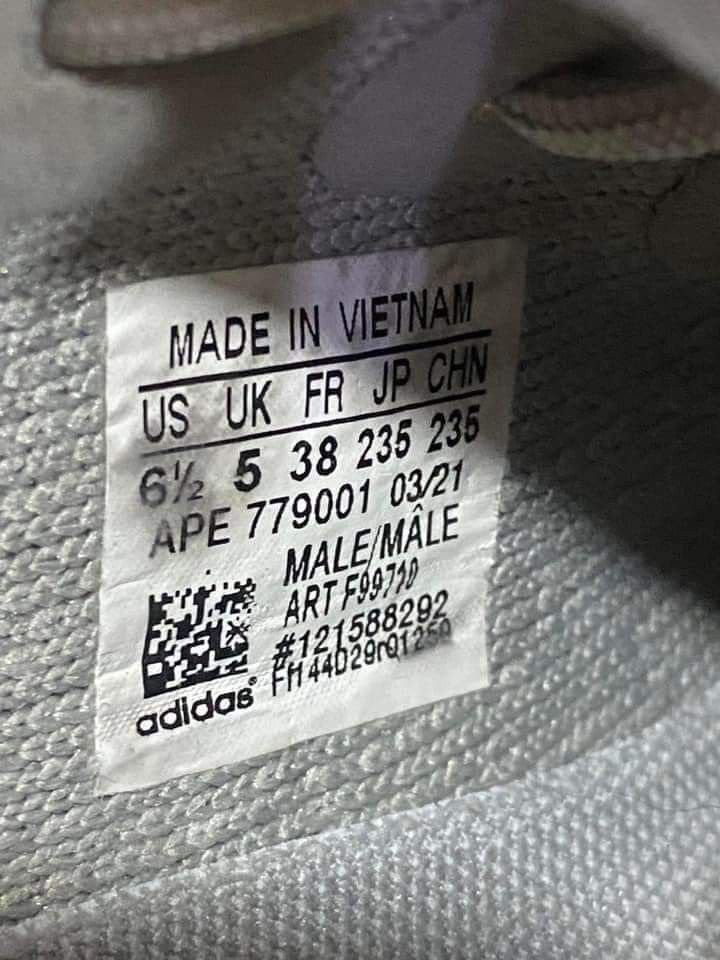 MADE IN VIETNAM
US UK FR JP CHN
6½ 5 38 235 235
APE 779001 03/21
MALE/MÂLE
ART F99710
#121588292
adidas®